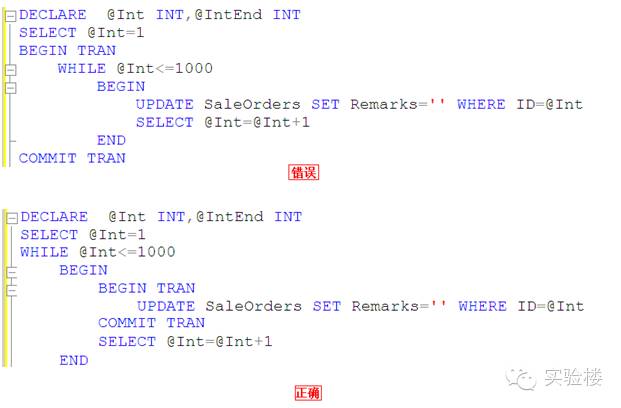 DECLARE  @Int INT,@IntEnd INT
SELECT @Int=1
BEGIN TRAN
WHILE @Int<=1000
BEGIN
UPDATE SaleOrders SET Remarks='' WHERE ID=@Int
SELECT @Int=@Int+1
END
COMMIT TRAN
错误
DECLARE  @Int INT,@IntEnd INT
SELECT @Int=1
WHILE @Int<=1000
BEGIN
BEGIN TRAN
UPDATE SaleOrders SET Remarks='' WHERE ID=@Int
COMMIT TRAN
SELECT @Int=@Int+1
END
实验楼
正确